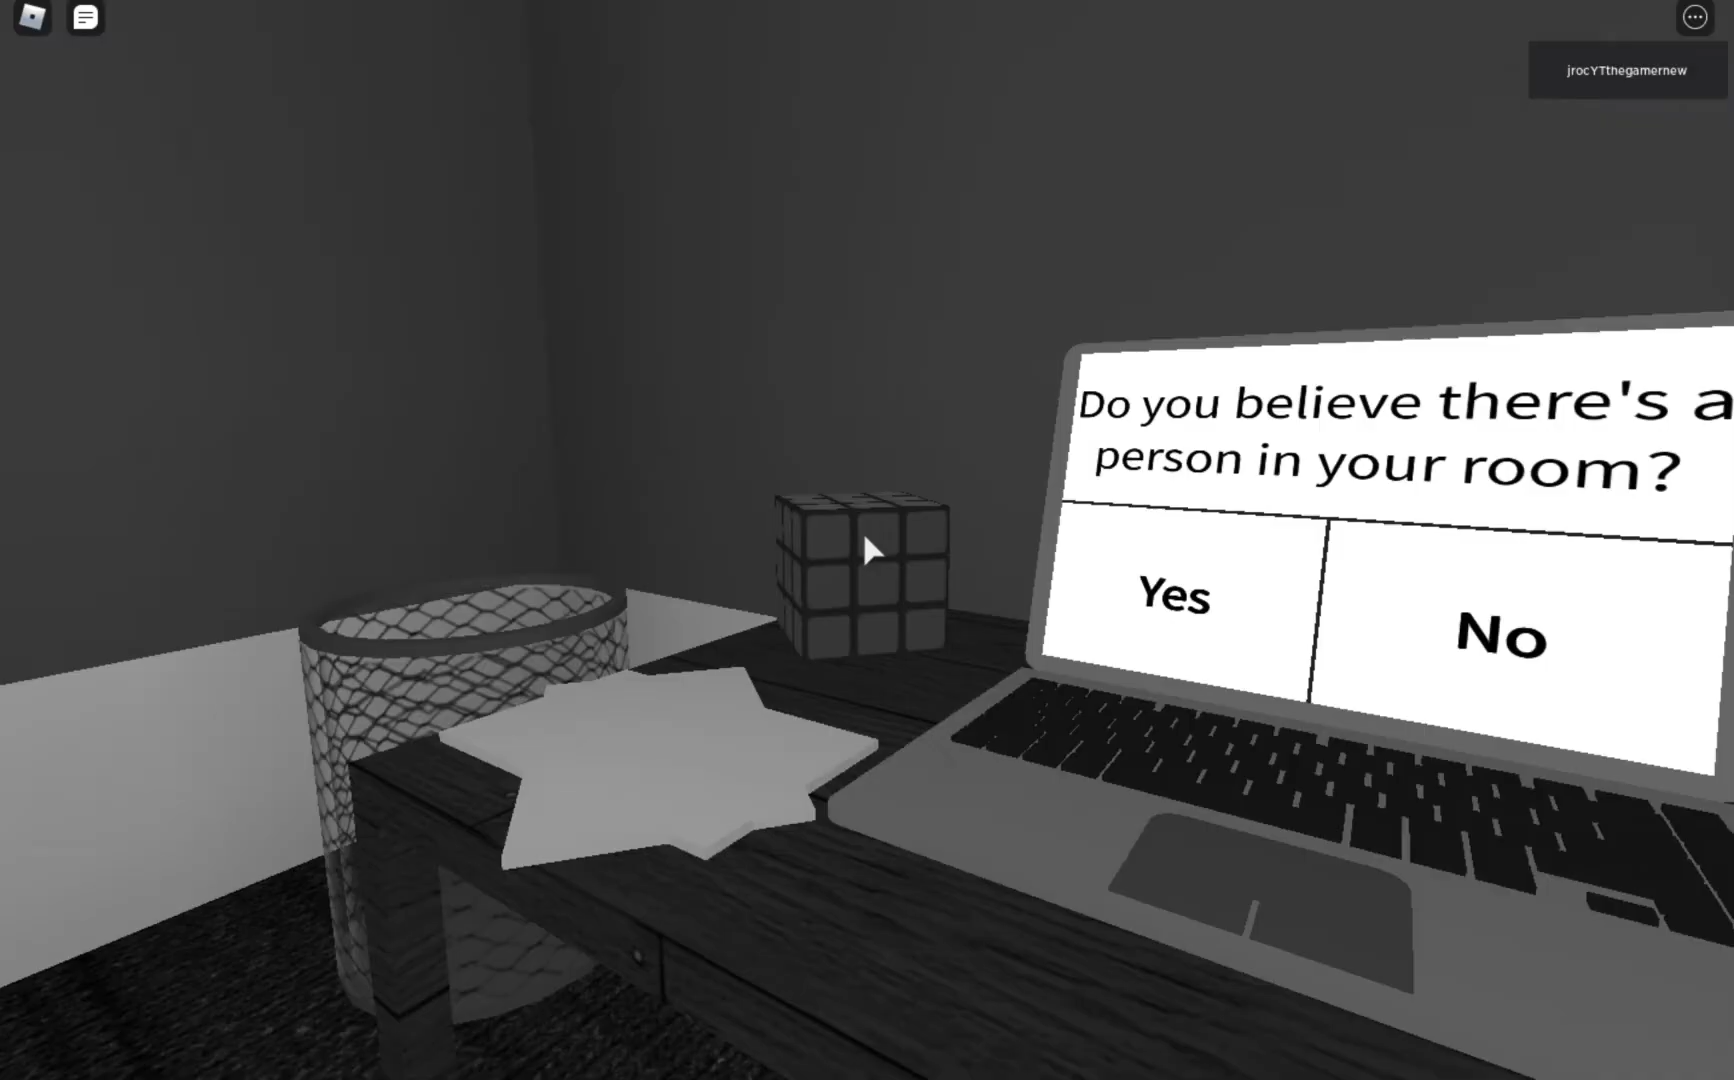 jrocYTthegamernew
Do you believe there's a
person in your room?
Yes
No